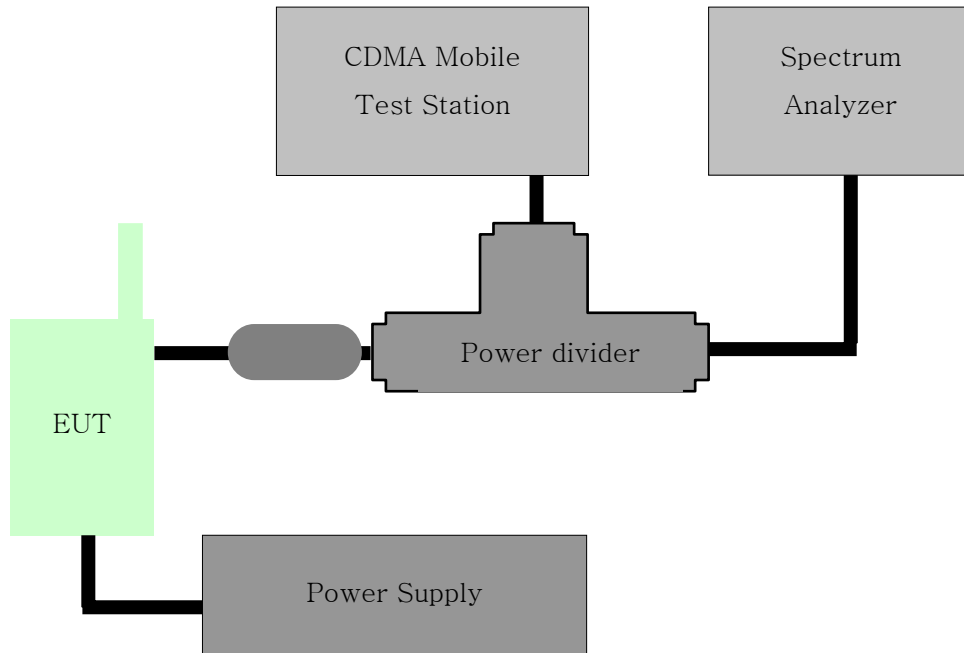 CDMA Mobile
Test Station
Spectrum
Analyzer
Power divider
EUT
Power Supply